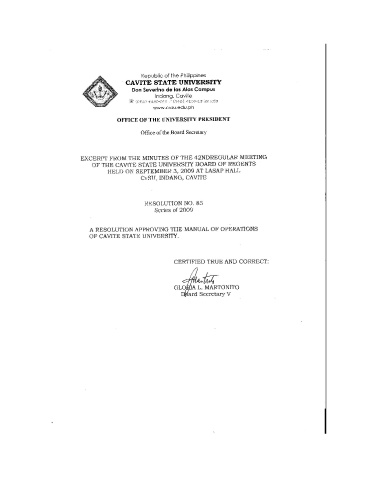 Republic of the Philippines
CAVITE STATE UNIVERSITY
Don Severino de las Alas Campus
Indang, Cavite
www.cvsu.edu.ph
OFFICE OF THE UNIVERSITY PRESIDENT
Office of the Board Secretary
EXCERPT FROM THE MINUTES OF THE 42NDREGULAR MEETING
OF THE CAVITE STATE UNIVERSITY BOARD OF REGENTS
HELD ON SEPTEMBER 3, 2009 AT LASAP HALL
CvSU, INDANG, CAVITE
RESOLUTION NO. 85
Series of 2009
A RESOLUTION APPROVING THE MANUAL OF OPERATIONS
OF CAVITE STATE UNIVERSITY.
CERTIFIED TRUE AND CORRECT:
GLORIA L. MARTONITO
Board Secretary V